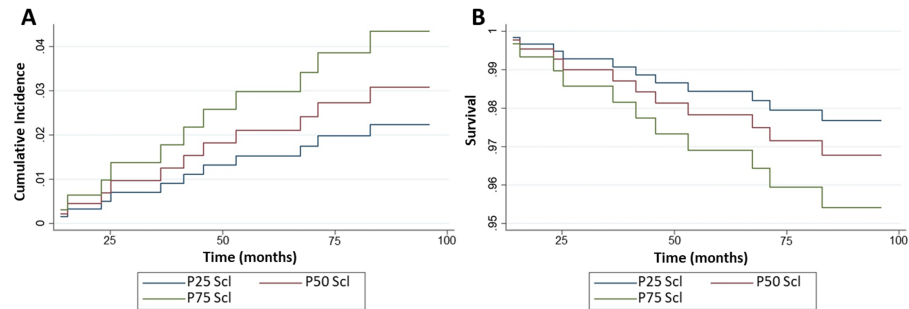 A
Cumulative Incidence
.04
.03
.02
.01
0
25 50 75 100
Time (months)
P25 Scl P50 Scl
P75 Scl
B
Survival
1
.99
.98
.97
.96
.95
25 50 75 100
Time (months)
P25 Scl P50 Scl
P75 Scl